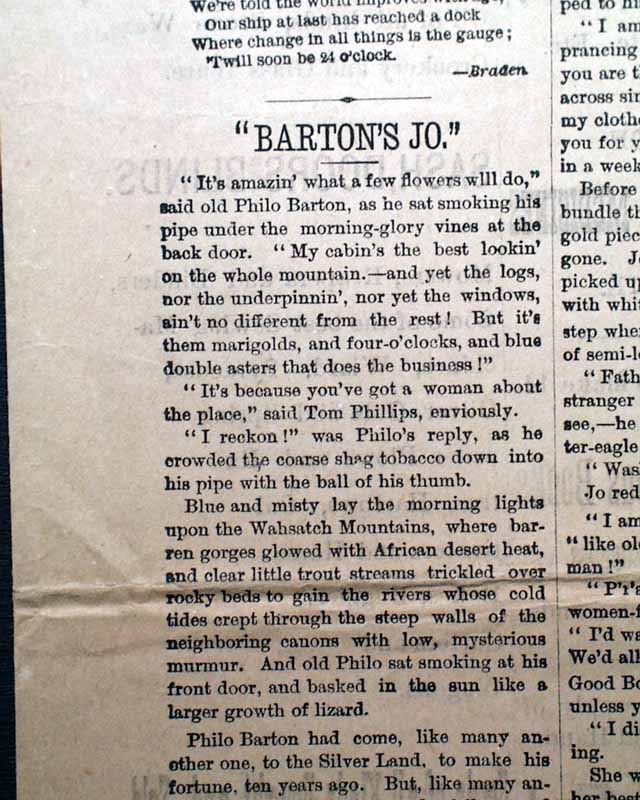 We're told the world improves with age,
Our ship at last has reached a dock
Where change in all things is the gauge;
'Twill soon be 24 o'clock.
—Braden
"BARTON'S JO."
"It's amazin' what a few flowers will do,"
said old Philo Barton, as he sat smoking his
pipe under the morning-glory vines at the
back door. "My cabin's the best lookin'
on the whole mountain.—and yet the logs,
nor the underpinnin', nor yet the windows,
ain't no different from the rest! But it's
them marigolds, and four-o'clocks, and blue
double asters that does the business!"
"It's because you've got a woman about
the place," said Tom Phillips, enviously.
"I reckon!" was Philo's reply, as he
crowded the coarse shag tobacco down into
his pipe with the ball of his thumb.
Blue and misty lay the morning lights
upon the Wahsatch Mountains, where bar-
ren gorges glowed with African desert heat,
and clear little trout streams trickled over
rocky beds to gain the rivers whose cold
tides crept through the steep walls of the
neighboring canons with low, mysterious
murmur. And old Philo sat smoking at his
front door, and basked in the sun like a
larger growth of lizard.
Philo Barton had come, like many an-
other one, to the Silver Land, to make his
fortune, ten years ago. But, like many an-
ped to
"I am
prancing
you are
across
my
you for
in a week
Before
bundle
gold
gone.
picked
with
step
of
"
stranger
see,—he
ter-eagle
"
Jo red
"I am
"like
man!"
"
women-
"I'd
We'd all
Good
unless
"I
ing.
She
her